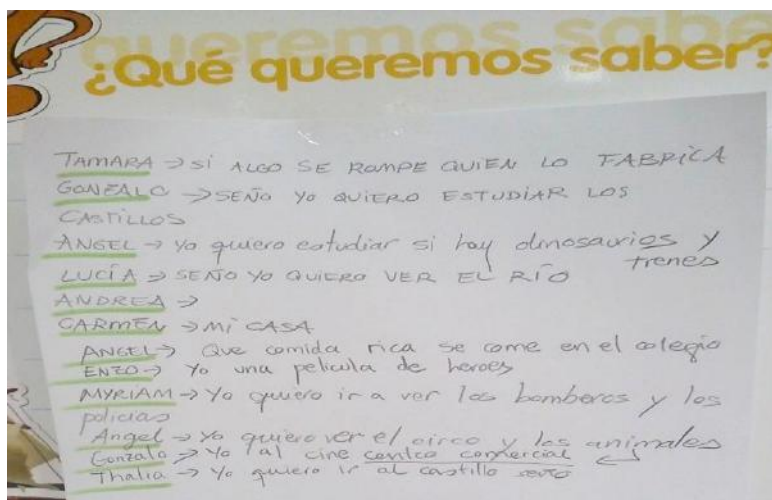 queremos sabe
¿Qué queremos saber?
TAMARA → Si ALGO SE ROMPE QUIEN LO FABRICA
GONZALO → SEÑO YO QUIERO ESTUDIAR LOS
CASTILLOS
ÁNGEL → Yo quiero estudiar si hay dinosaurios y
trenes
LUCÍA → SEÑO YO QUIERO VER EL RÍO
ANDREA →
CARMEN → Mi CASA
ANGEL → Que comida rica se come en el colegio
ENZO → Yo una pelicula de heroes
MYRIAM → Yo quiero ir a ver los bomberos y los
policias
Angel → Yo quiero ver el circo y los animales
Gonzalo → Yo al cine centro comercial
Thalia → Yo quiero ir al castillo